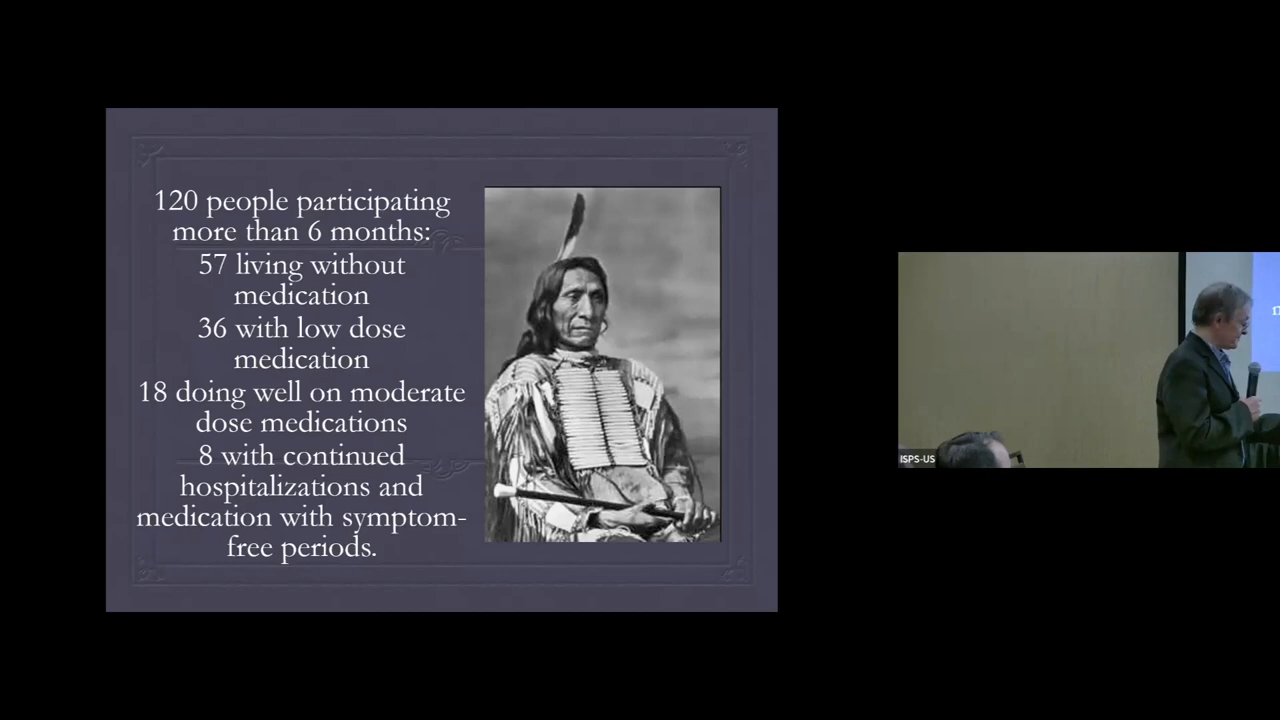 120 people participating
more than 6 months:
57 living without
medication
36 with low dose
medication
18 doing well on moderate
dose medications
8 with continued
hospitalizations and
medication with symptom-
free periods.
ISPS-US